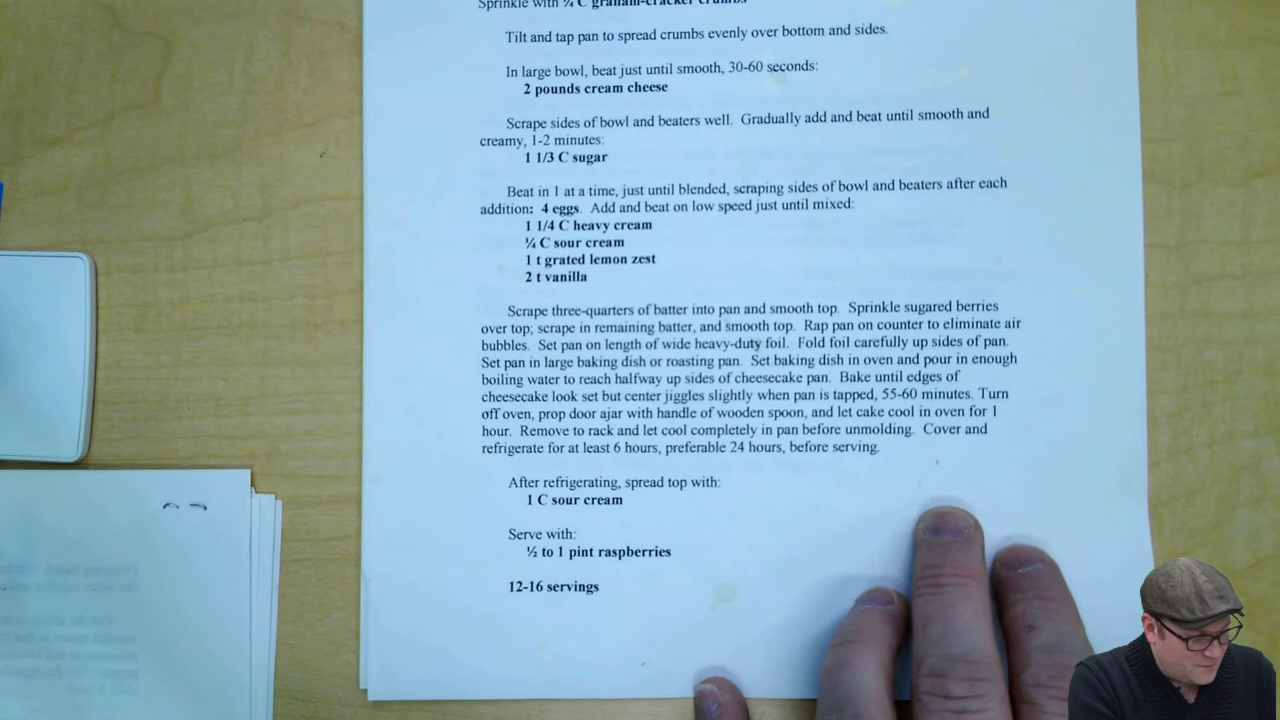 Sprinkle with ¼ C graham-cracker crumbs
Tilt and tap pan to spread crumbs evenly over bottom and sides.
In large bowl, beat just until smooth, 30-60 seconds:
2 pounds cream cheese
Scrape sides of bowl and beaters well. Gradually add and beat until smooth and
creamy, 1-2 minutes:
1 1/3 C sugar
Beat in 1 at a time, just until blended, scraping sides of bowl and beaters after each
addition: 4 eggs. Add and beat on low speed just until mixed:
1 1/4 C heavy cream
¼ C sour cream
1 t grated lemon zest
2 t vanilla
Scrape three-quarters of batter into pan and smooth top. Sprinkle sugared berries
over top; scrape in remaining batter, and smooth top. Rap pan on counter to eliminate air
bubbles. Set pan on length of wide heavy-duty foil. Fold foil carefully up sides of pan.
Set pan in large baking dish or roasting pan. Set baking dish in oven and pour in enough
boiling water to reach halfway up sides of cheesecake pan. Bake until edges of
cheesecake look set but center jiggles slightly when pan is tapped, 55-60 minutes. Turn
off oven, prop door ajar with handle of wooden spoon, and let cake cool in oven for 1
hour. Remove to rack and let cool completely in pan before unmolding. Cover and
refrigerate for at least 6 hours, preferable 24 hours, before serving.
After refrigerating, spread top with:
1 C sour cream
Serve with:
½ to 1 pint raspberries
12-16 servings